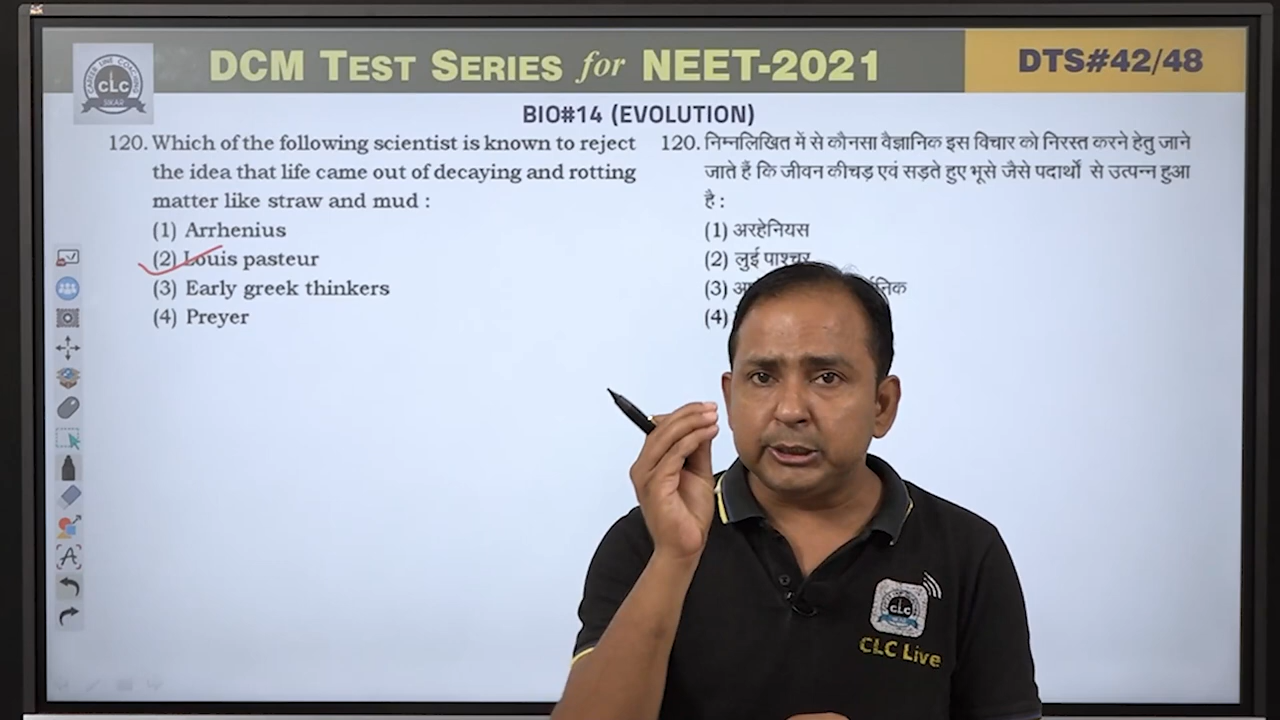 DCM TEST SERIES for NEET-2021
DTS#42/48
CLC
SIKAR
BIO#14 (EVOLUTION)
120. Which of the following scientist is known to reject
the idea that life came out of decaying and rotting
matter like straw and mud :
(1) Arrhenius
(2) Louis pasteur
(3) Early greek thinkers
(4) Preyer
120. निम्नलिखित में से कौनसा वैज्ञानिक इस विचार को निरस्त करने हेतु जाने
जाते हैं कि जीवन कीचड़ एवं सड़ते हुए भूसे जैसे पदार्थों से उत्पन्न हुआ
है :
(1) अरहेनियस
(2) लुई पाश्चर
(3)
(4)
CLC
CLC Live